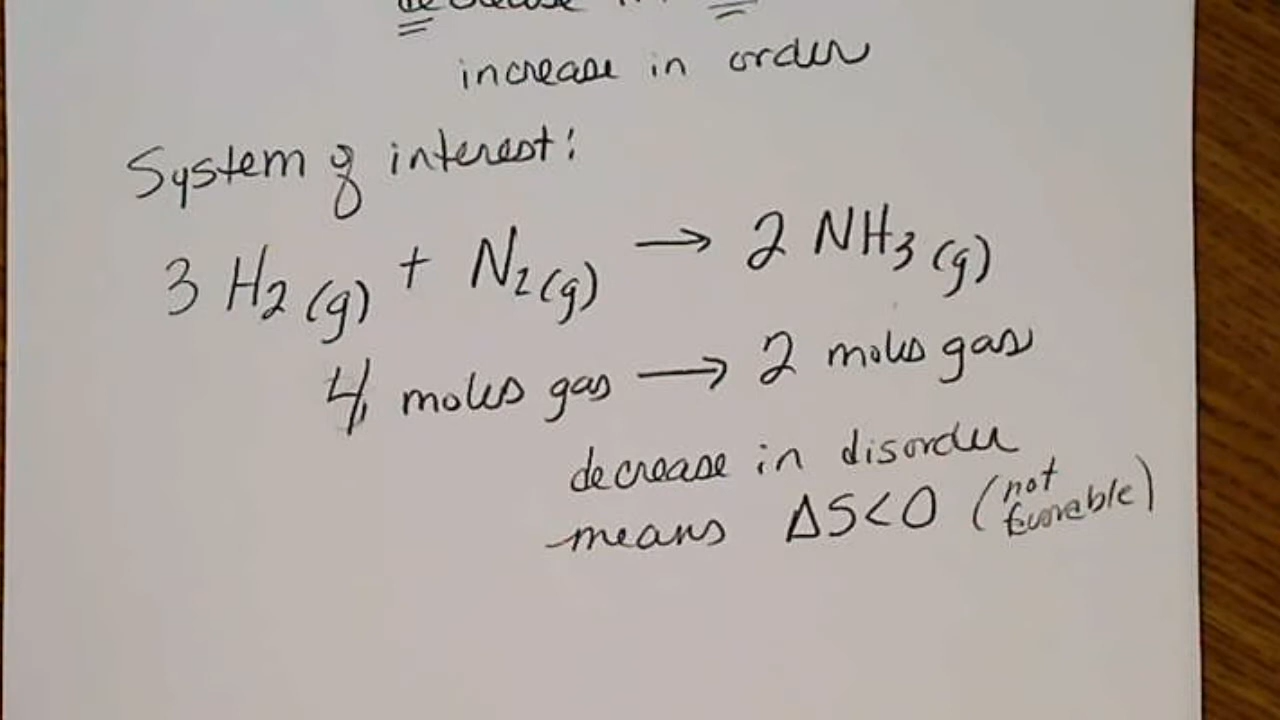 increase in order
System of interest:
3 H₂(g) + N₂(g) → 2 NH₃(g)
4 moles gas → 2 moles gas
decrease in disorder
means ΔS<0 (not favorable)